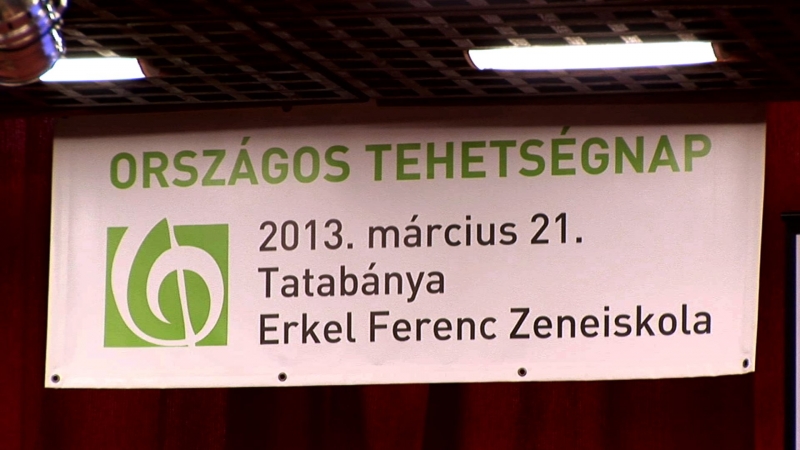 ORSZÁGOS TEHETSÉGNAP
2013. március 21.
Tatabánya
Erkel Ferenc Zeneiskola